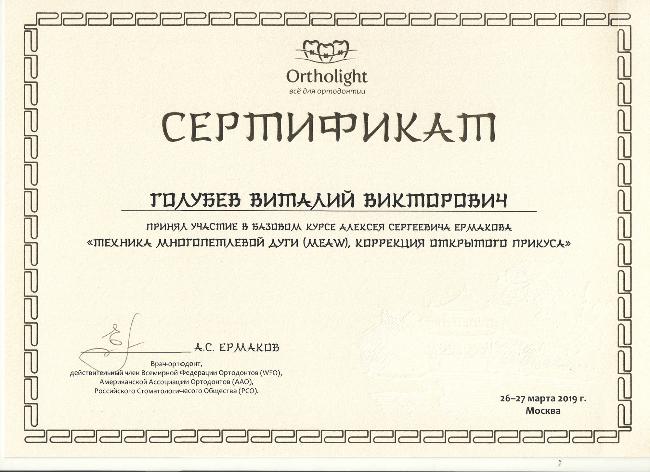 Ortholight
всё для ортодонтии
СЕРТИФИКАТ
ГОЛУБЕВ ВИТАЛИЙ ВИКТОРОВИЧ
ПРИНЯЛ УЧАСТИЕ В БАЗОВОМ КУРСЕ АЛЕКСЕЯ СЕРГЕЕВИЧА ЕРМАКОВА
«ТЕХНИКА МНОГОПЕТЛЕВОЙ ДУГИ (MEAW), КОРРЕКЦИЯ ОТКРЫТОГО ПРИКУСА»
А.С. ЕРМАКОВ
Врач-ортодонт,
действительный член Всемирной Федерации Ортодонтов (WFO),
Американской Ассоциации Ортодонтов (AAO),
Российского Стоматологического Общества (РСО).
26–27 марта 2019 г.
Москва